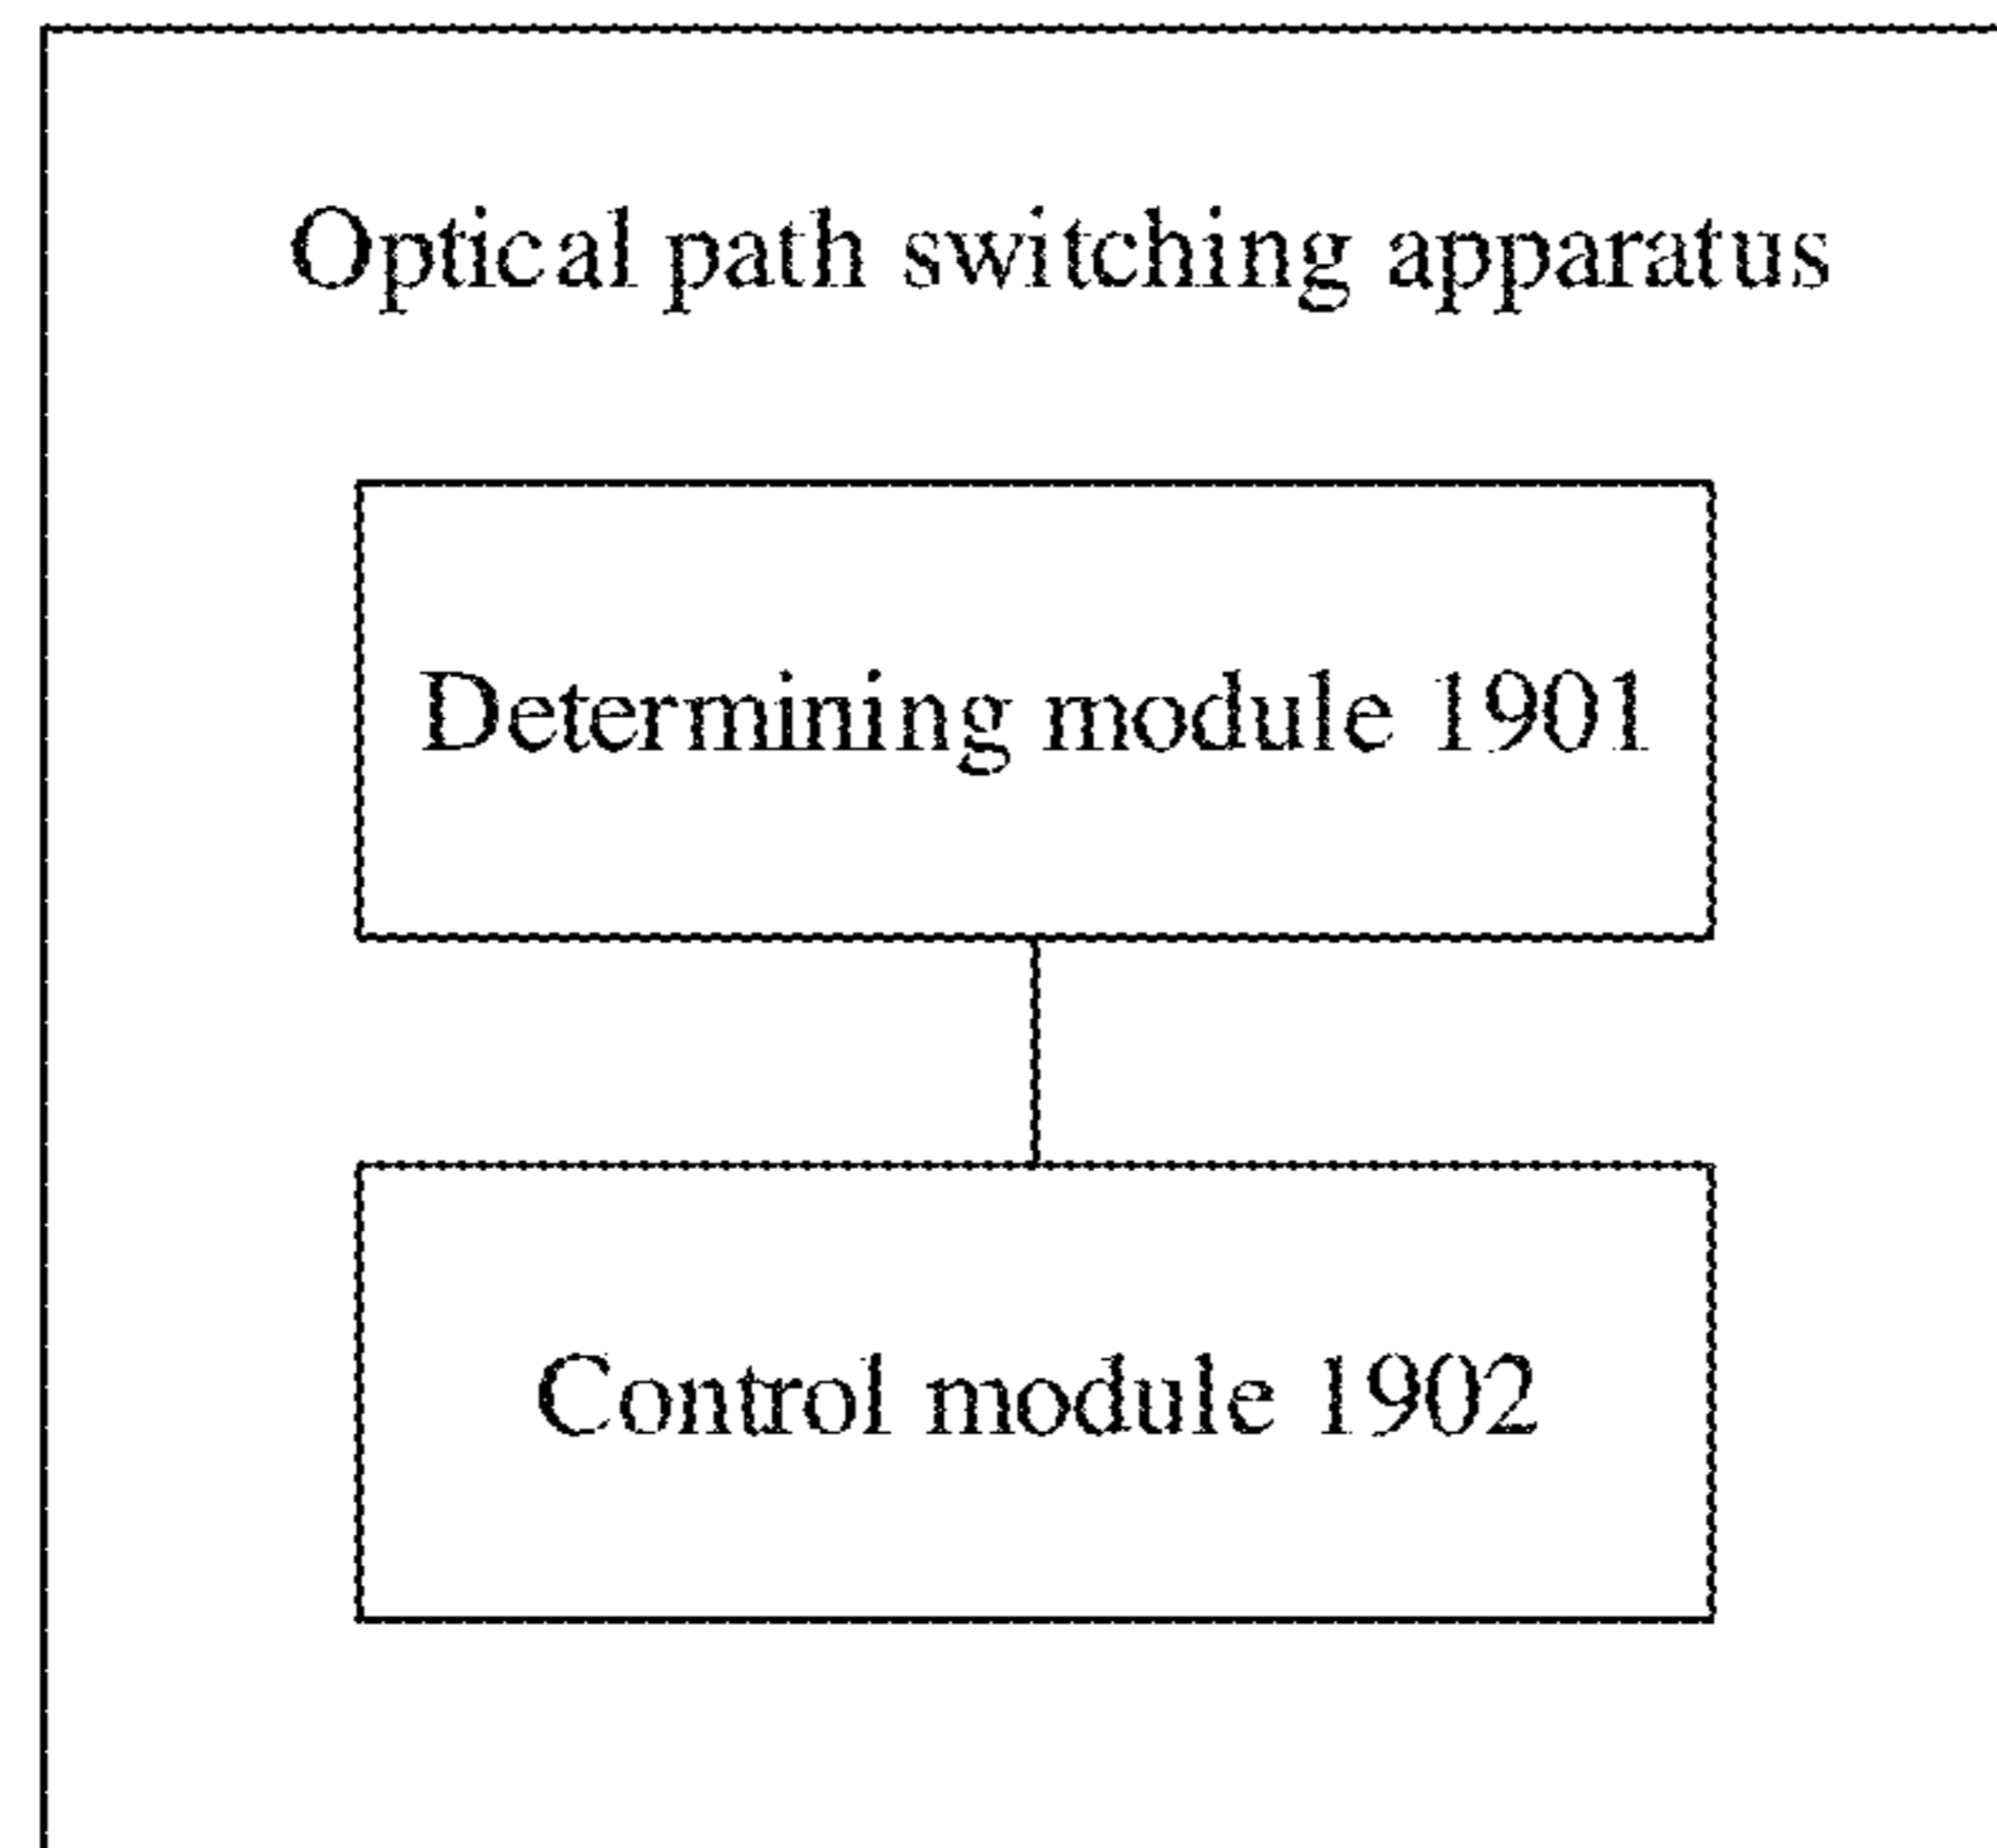 Optical path switching apparatus
Determining module 1901
Control module 1902